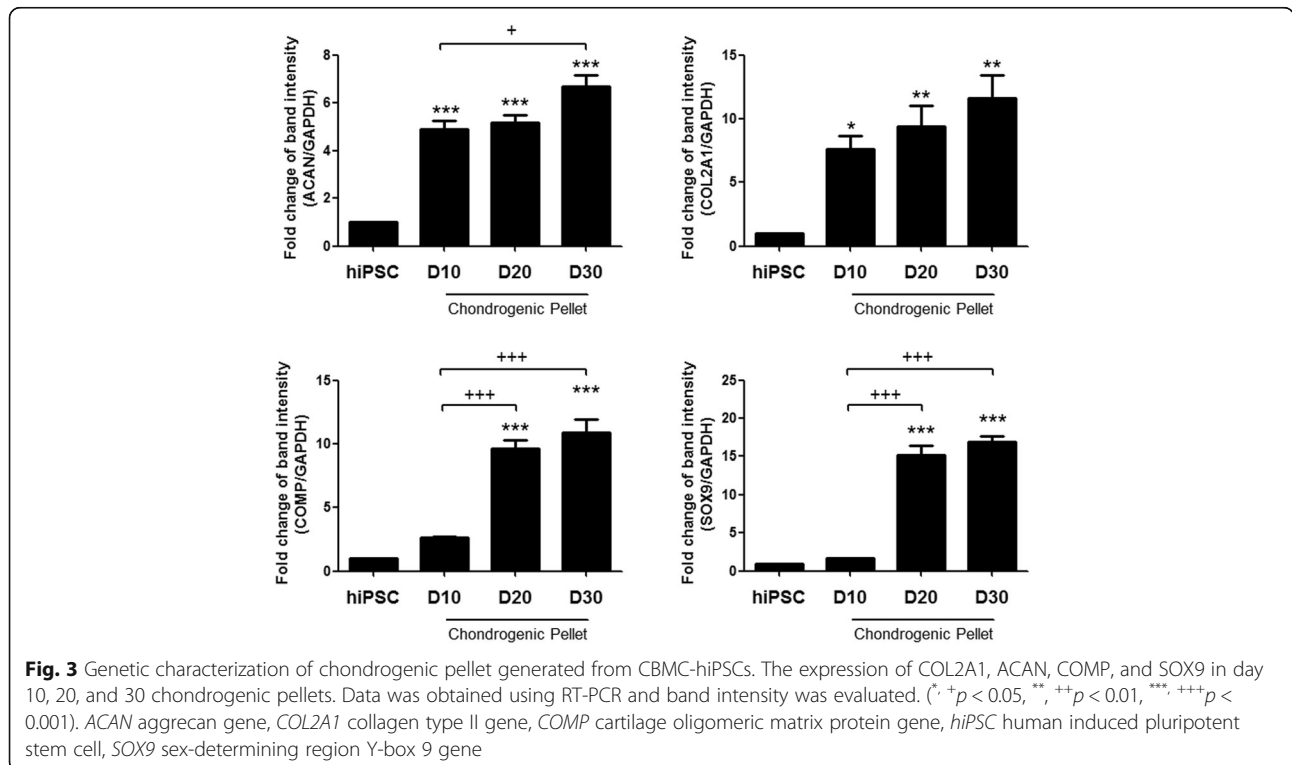 +
Fold change of band intensity
(ACAN/GAPDH)
8
6
4
2
0
***
***
***
hiPSC D10 D20 D30
Chondrogenic Pellet
Fold change of band intensity
(COL2A1/GAPDH)
15
10
5
0
*
**
**
hiPSC D10 D20 D30
Chondrogenic Pellet
Fold change of band intensity
(COMP/GAPDH)
15
10
5
0
+++
+++
***
***
hiPSC D10 D20 D30
Chondrogenic Pellet
Fold change of band intensity
(SOX9/GAPDH)
25
20
15
10
5
0
+++
+++
***
***
hiPSC D10 D20 D30
Chondrogenic Pellet
Fig. 3 Genetic characterization of chondrogenic pellet generated from CBMC-hiPSCs. The expression of COL2A1, ACAN, COMP, and SOX9 in day
10, 20, and 30 chondrogenic pellets. Data was obtained using RT-PCR and band intensity was evaluated. (*, +p < 0.05, **, ++p < 0.01, ***, +++p <
0.001). ACAN aggrecan gene, COL2A1 collagen type II gene, COMP cartilage oligomeric matrix protein gene, hiPSC human induced pluripotent
stem cell, SOX9 sex-determining region Y-box 9 gene